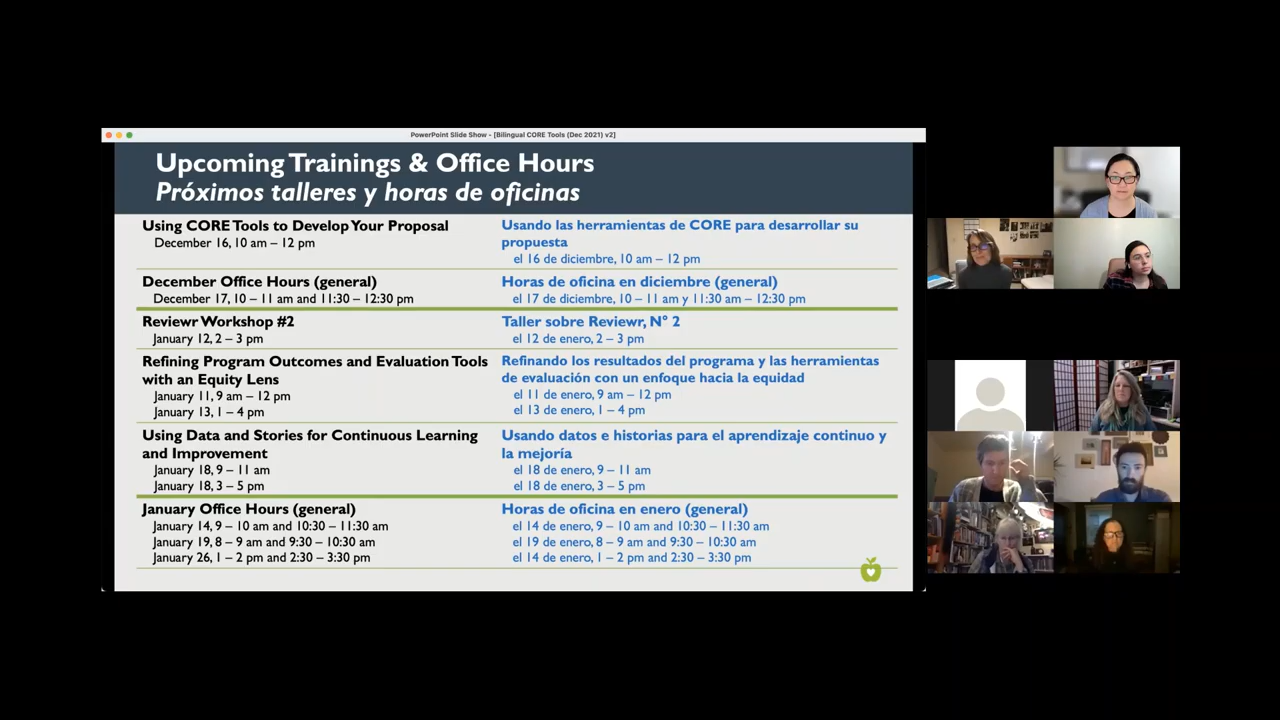 PowerPoint Slide Show - [Bilingual CORE Tools (Dec 2021) v2]
Upcoming Trainings & Office Hours
Próximos talleres y horas de oficinas
Using CORE Tools to Develop Your Proposal
December 16, 10 am – 12 pm
Usando las herramientas de CORE para desarrollar su
propuesta
el 16 de diciembre, 10 am – 12 pm
December Office Hours (general)
December 17, 10 – 11 am and 11:30 – 12:30 pm
Horas de oficina en diciembre (general)
el 17 de diciembre, 10 – 11 am y 11:30 am – 12:30 pm
Reviewr Workshop #2
January 12, 2 – 3 pm
Taller sobre Reviewr, N° 2
el 12 de enero, 2 – 3 pm
Refining Program Outcomes and Evaluation Tools
with an Equity Lens
January 11, 9 am – 12 pm
January 13, 1 – 4 pm
Refinando los resultados del programa y las herramientas
de evaluación con un enfoque hacia la equidad
el 11 de enero, 9 am – 12 pm
el 13 de enero, 1 – 4 pm
Using Data and Stories for Continuous Learning
and Improvement
January 18, 9 – 11 am
January 18, 3 – 5 pm
Usando datos e historias para el aprendizaje continuo y
la mejoría
el 18 de enero, 9 – 11 am
el 18 de enero, 3 – 5 pm
January Office Hours (general)
January 14, 9 – 10 am and 10:30 – 11:30 am
January 19, 8 – 9 am and 9:30 - 10:30 am
January 26, 1 – 2 pm and 2:30 – 3:30 pm
Horas de oficina en enero (general)
el 14 de enero, 9 – 10 am and 10:30 – 11:30 am
el 19 de enero, 8 – 9 am and 9:30 - 10:30 am
el 14 de enero, 1 – 2 pm and 2:30 – 3:30 pm